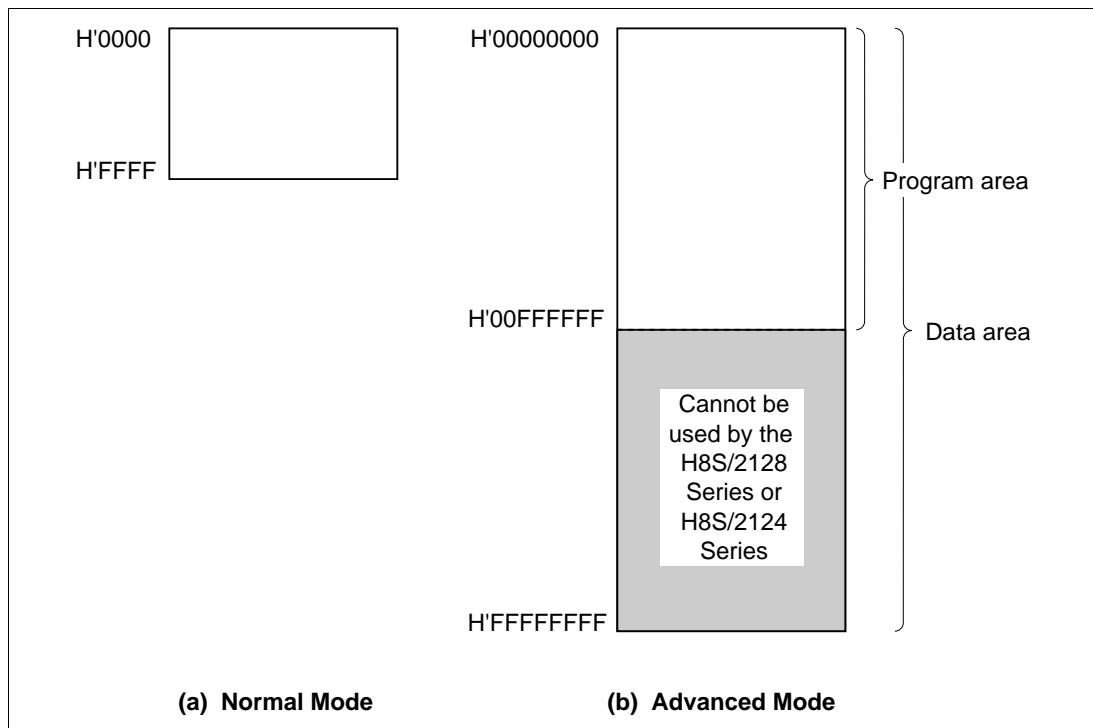 H'0000
H'FFFF
H'00000000
H'00FFFFFF
H'FFFFFFFF
Program area
Data area
Cannot be
used by the
H8S/2128
Series or
H8S/2124
Series
(a) Normal Mode
(b) Advanced Mode